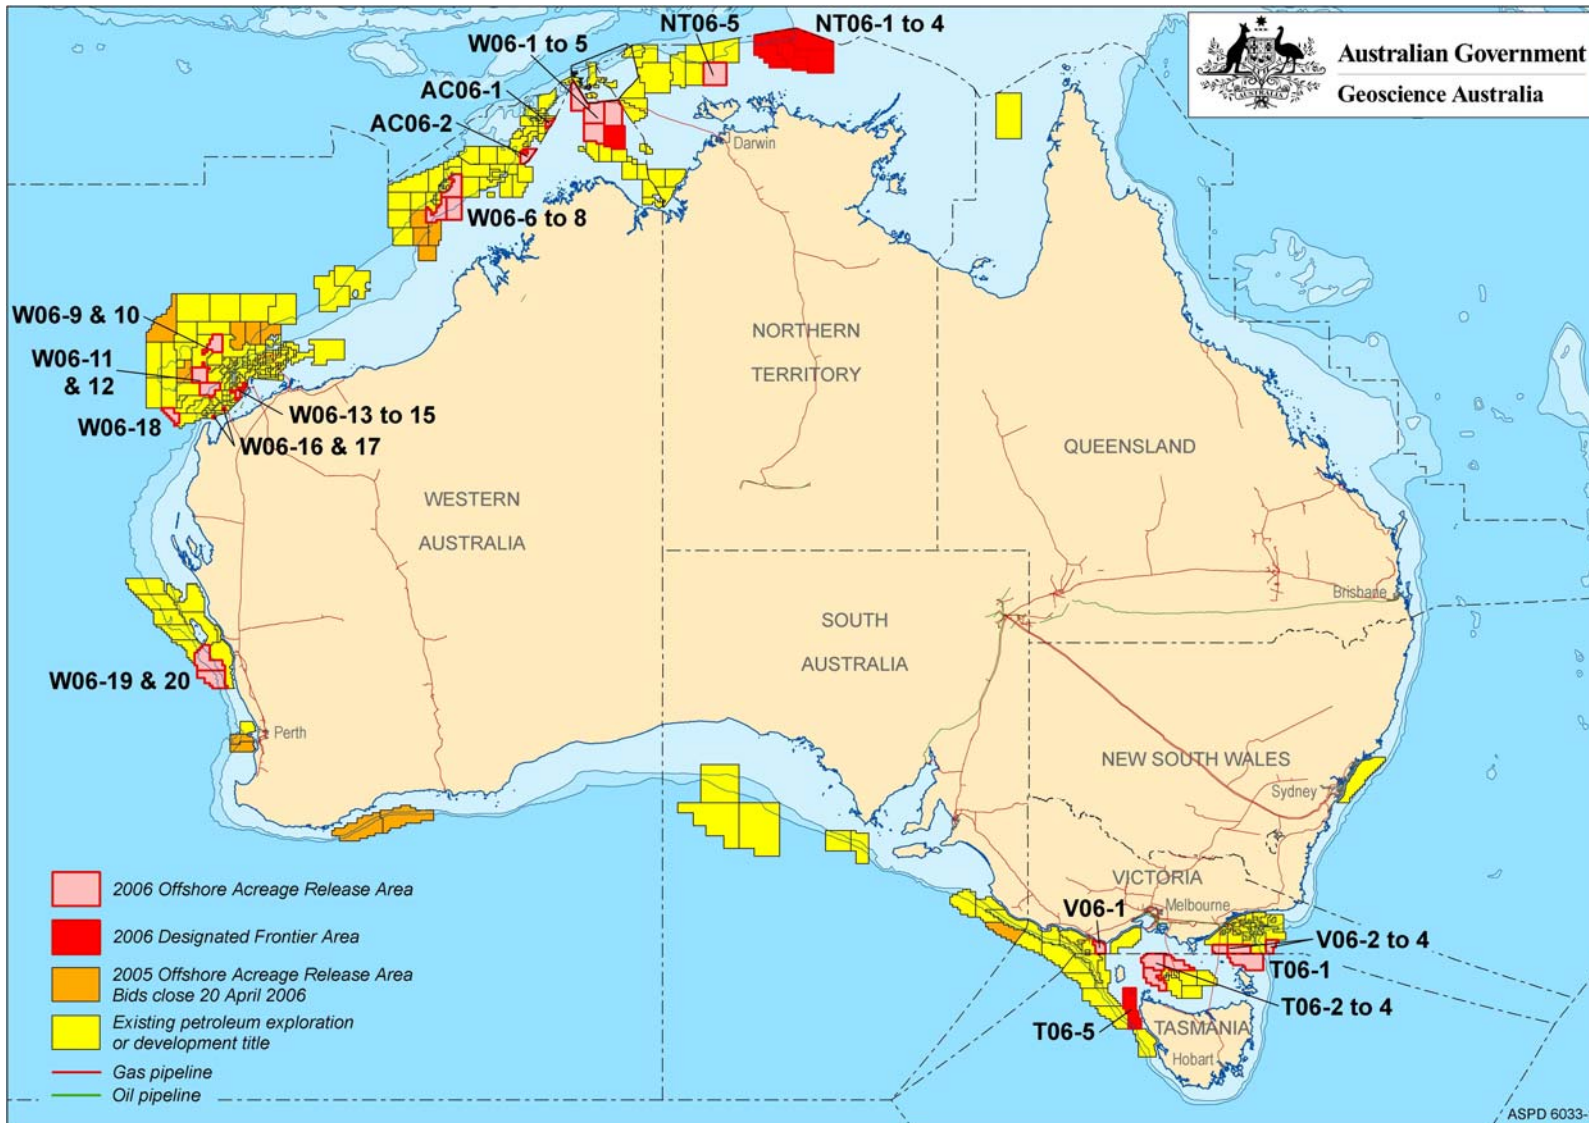 NT06-5
NT06-1 to 4
W06-1 to 5
AC06-1
AC06-2
Australian Government
Geoscience Australia
AUSTRALIA
Darwin
W06-6 to 8
W06-9 & 10
W06-11
& 12
W06-13 to 15
W06-18
W06-16 & 17
NORTHERN
TERRITORY
QUEENSLAND
WESTERN
AUSTRALIA
Brisbane
SOUTH
AUSTRALIA
W06-19 & 20
Perth
NEW SOUTH WALES
Sydney
VICTORIA
Melbourne
V06-1
V06-2 to 4
T06-1
T06-2 to 4
T06-5
TASMANIA
Hobart
2006 Offshore Acreage Release Area
2006 Designated Frontier Area
2005 Offshore Acreage Release Area
Bids close 20 April 2006
Existing petroleum exploration
or development title
Gas pipeline
Oil pipeline
ASPD 6033-